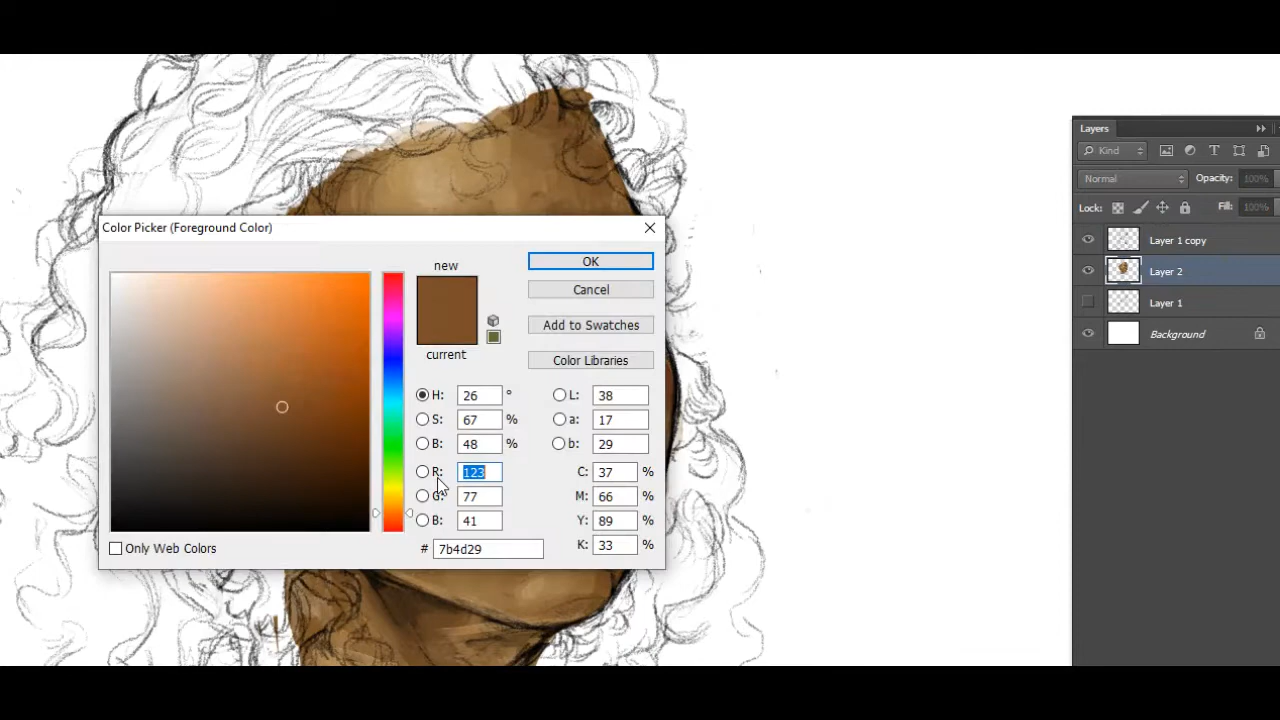 Color Picker (Foreground Color)
new
current
OK
Cancel
Add to Swatches
Color Libraries
H: 26 °
S: 67 %
B: 48 %
R: 123
G: 77
B: 41
# 7b4d29
L: 38
a: 17
b: 29
C: 37 %
M: 66 %
Y: 89 %
K: 33 %
Only Web Colors
Layers
Kind
Normal Opacity: 100%
Lock: Fill: 100%
Layer 1 copy
Layer 2
Layer 1
Background